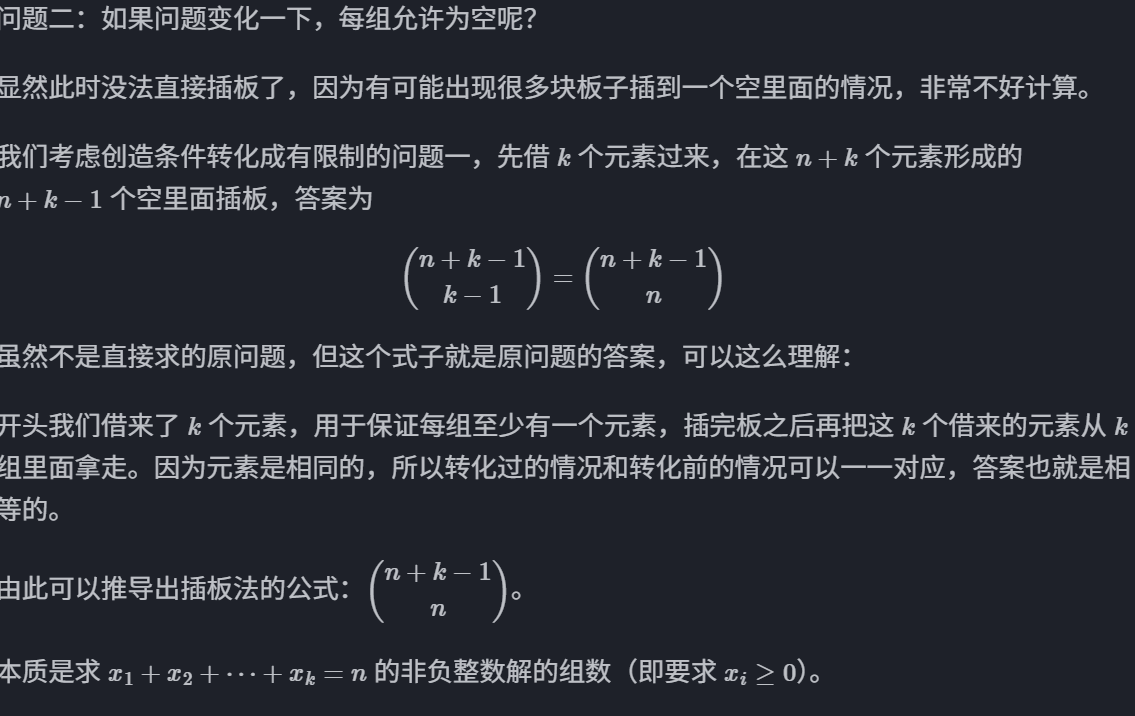 问题二：如果问题变化一下，每组允许为空呢？
显然此时没法直接插板了，因为有可能出现很多块板子插到一个空里面的情况，非常不好计算。
我们考虑创造条件转化成有限制的问题一，先借 k 个元素过来，在这 n + k 个元素形成的
n + k − 1 个空里面插板，答案为
(n + k − 1 \\ k − 1) = (n + k − 1 \\ n)
虽然不是直接求的原问题，但这个式子就是原问题的答案，可以这么理解：
开头我们借来了 k 个元素，用于保证每组至少有一个元素，插完板之后再把这 k 个借来的元素从 k
组里面拿走。因为元素是相同的，所以转化过的情况和转化前的情况可以一一对应，答案也就是相
等的。
由此可以推导出插板法的公式：(n + k − 1 \\ n)。
本质是求 x₁ + x₂ + ⋯ + xₖ = n 的非负整数解的组数（即要求 xᵢ ≥ 0）。